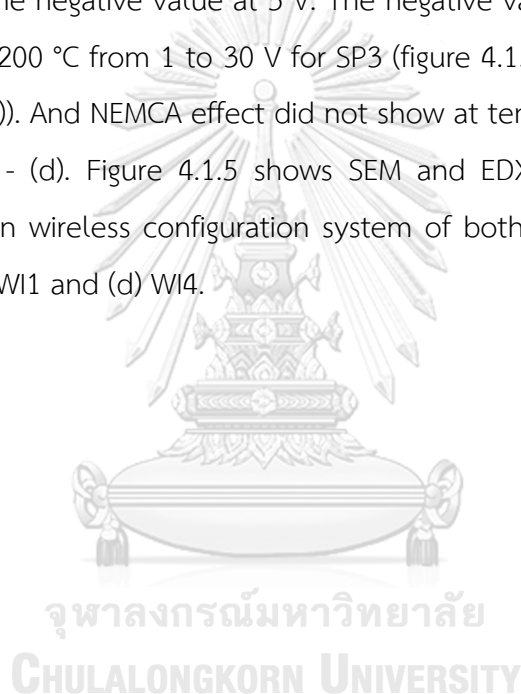 he negative value at 5 V. The negative va
200 °C from 1 to 30 V for SP3 (figure 4.1.
)). And NEMCA effect did not show at ter
- (d). Figure 4.1.5 shows SEM and EDX
n wireless configuration system of both
WI1 and (d) WI4.
จุฬาลงกรณ์มหาวิทยาลัย
CHULALONGKORN UNIVERSITY